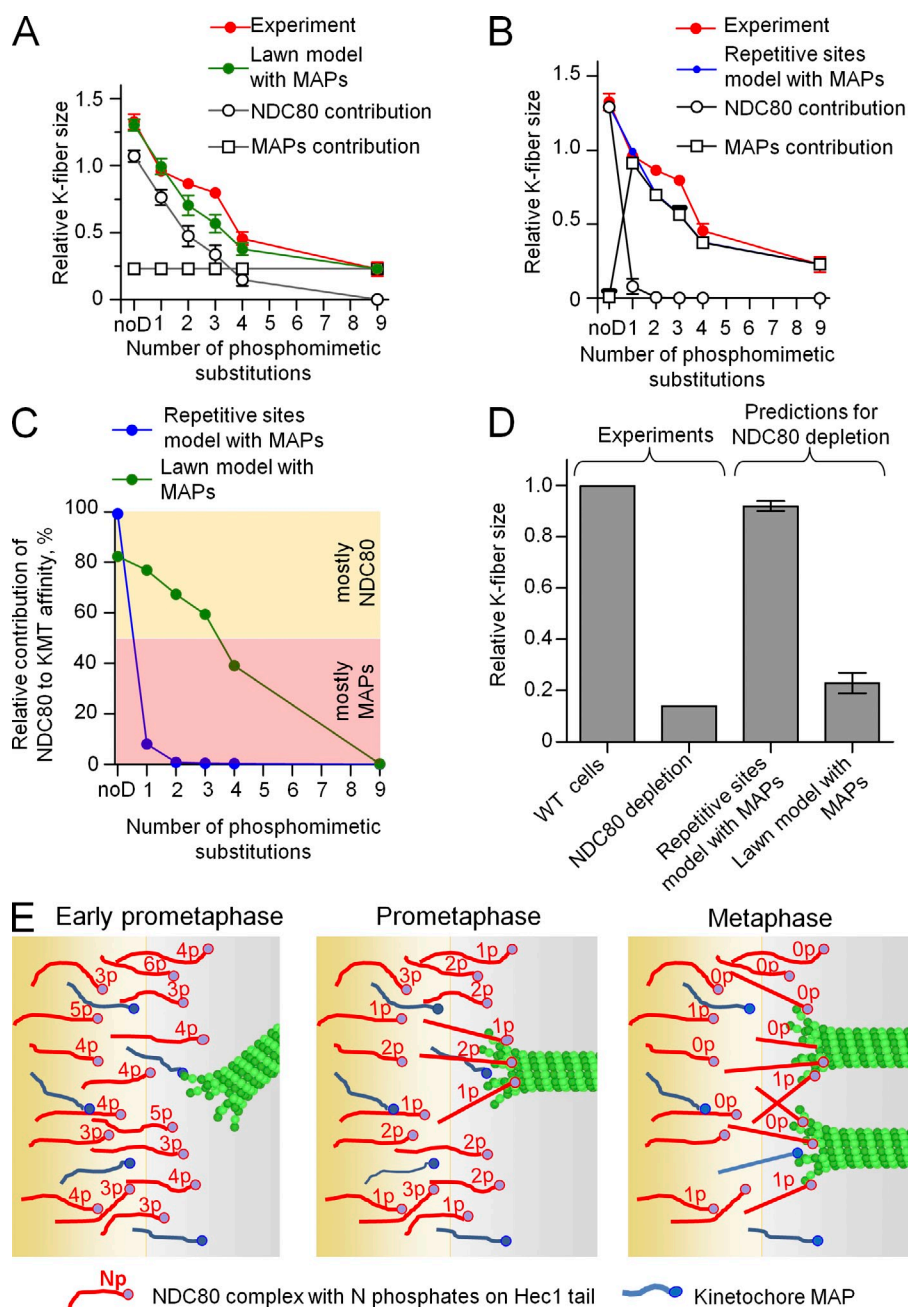 A
Experiment
Lawn model
with MAPs
NDC80 contribution
MAPs contribution
Relative K-fiber size
1.5
1.0
0.5
0
noD 1 2 3 4 9
Number of phosphomimetic
substitutions
B
Experiment
Repetitive sites
model with MAPs
NDC80 contribution
MAPs contribution
Relative K-fiber size
1.5
1.0
0.5
0
noD 1 2 3 4 5 6 7 8 9
Number of phosphomimetic
substitutions
C
Repetitive sites
model with MAPs
Lawn model with
MAPs
Relative contribution of
NDC80 to KMT affinity, %
100
80
60
40
20
0
mostly
NDC80
mostly
MAPs
noD 1 2 3 4 9
Number of phosphomimetic
substitutions
D
Experiments
Predictions for
NDC80 depletion
Relative K-fiber size
1.0
0.8
0.6
0.4
0.2
0
WT cells
NDC80 depletion
Repetitive sites
model with MAPs
Lawn model with
MAPs
E
Early prometaphase
4p
6p
3p
3p
5p
4p
4p
4p
4p
5p
3p
3p
4p
3p
4p
3p
Prometaphase
1p
3p
2p
2p
1p
1p
2p
2p
1p
1p
2p
2p
2p
1p
3p
1p
Metaphase
0p
0p
0p
0p
1p
0p
0p
1p
0p
0p
1p
1p
Np
NDC80 complex with N phosphates on Hec1 tail
Kinetochore MAP